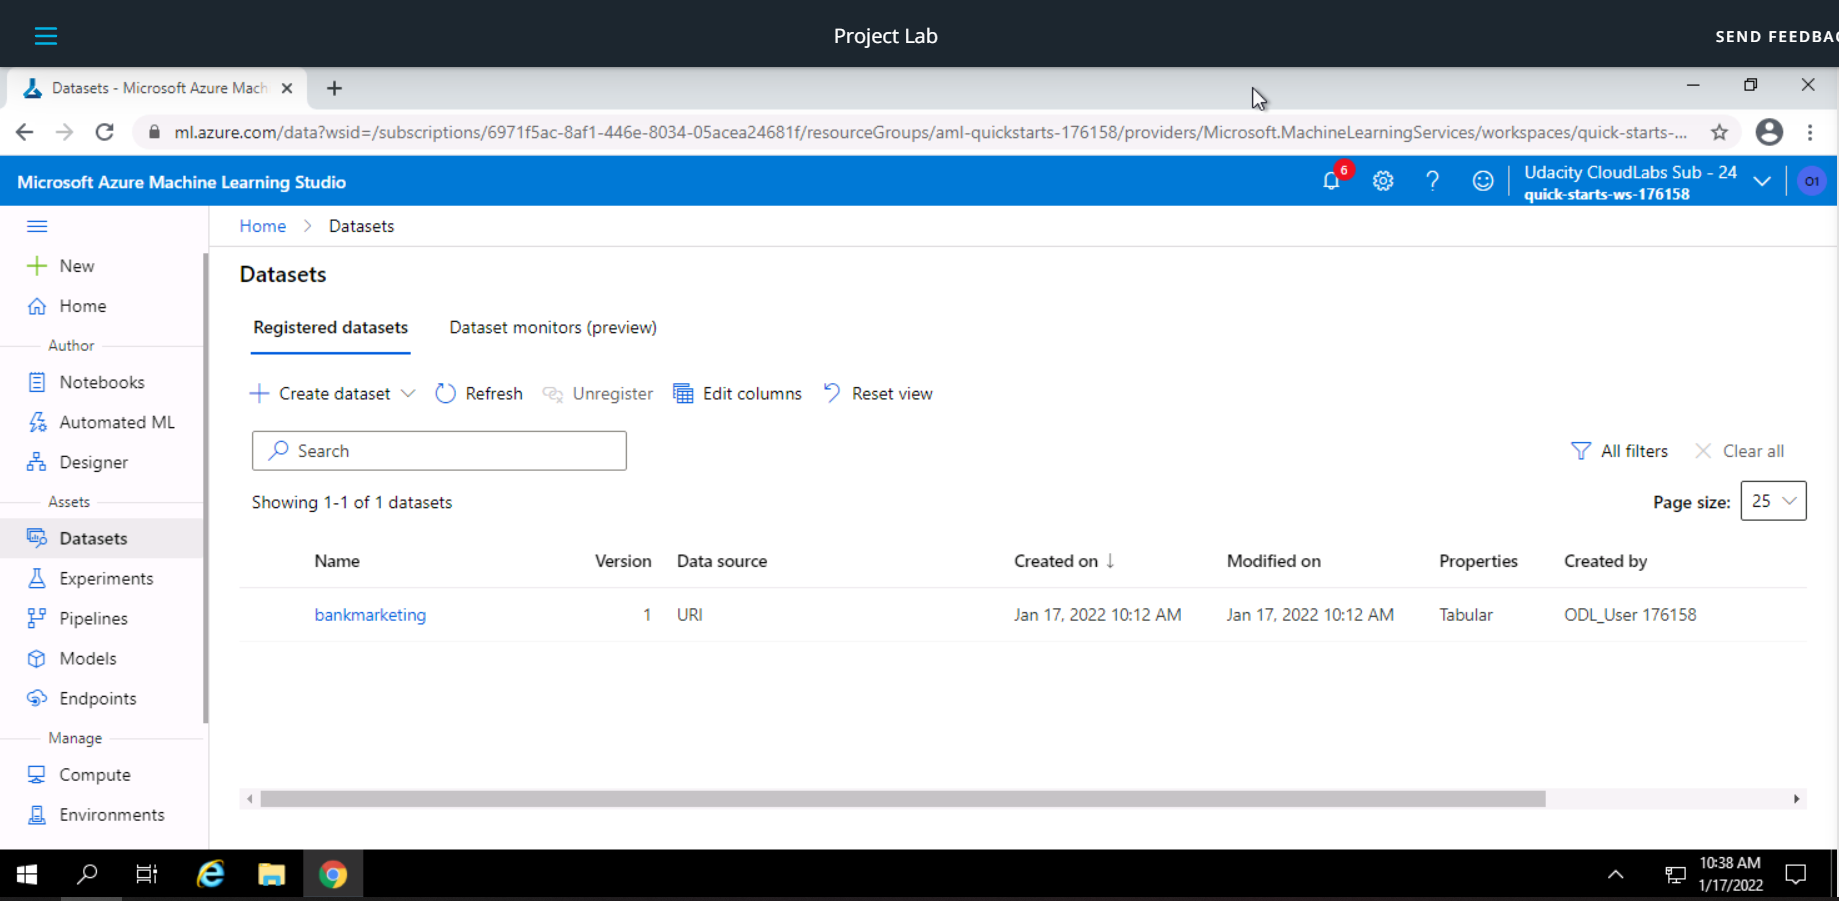 Project Lab
SEND FEEDBAC
Datasets - Microsoft Azure Mach
ml.azure.com/data?wsid=/subscriptions/6971f5ac-8af1-446e-8034-05acea24681f/resourceGroups/aml-quickstarts-176158/providers/Microsoft.MachineLearningServices/workspaces/quick-starts-...
Microsoft Azure Machine Learning Studio
6
Udacity CloudLabs Sub - 24
quick-starts-ws-176158
O1
Home > Datasets
New
Home
Author
Notebooks
Automated ML
Designer
Assets
Datasets
Experiments
Pipelines
Models
Endpoints
Manage
Compute
Environments
Datasets
Registered datasets Dataset monitors (preview)
Create dataset Refresh Unregister Edit columns Reset view
Search
All filters Clear all
Showing 1-1 of 1 datasets
Page size: 25
Name Version Data source Created on ↓ Modified on Properties Created by
bankmarketing 1 URI Jan 17, 2022 10:12 AM Jan 17, 2022 10:12 AM Tabular ODL_User 176158
10:38 AM
1/17/2022